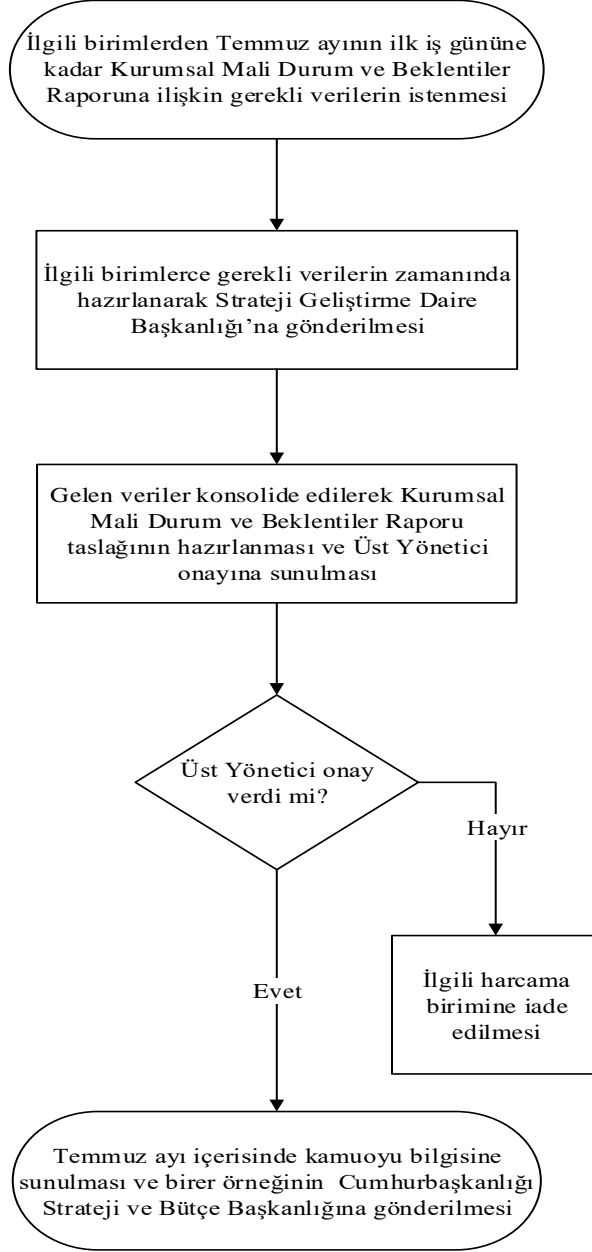 İlgili birimlerden Temmuz ayının ilk iş gününe
kadar Kurumsal Mali Durum ve Beklentiler
Raporuna ilişkin gerekli verilerin istenmesi
İlgili birimlerce gerekli verilerin zamanında
hazırlanarak Strateji Geliştirme Daire
Başkanlığı’na gönderilmesi
Gelen veriler konsolide edilerek Kurumsal
Mali Durum ve Beklentiler Raporu
taslağının hazırlanması ve Üst Yönetici
onayına sunulması
Üst Yönetici onay
verdi mi?
Hayır
İlgili harcama
birimine iade
edilmesi
Evet
Temmuz ayı içerisinde kamuoyu bilgisine
sunulması ve birer örneğinin Cumhurbaşkanlığı
Strateji ve Bütçe Başkanlığına gönderilmesi